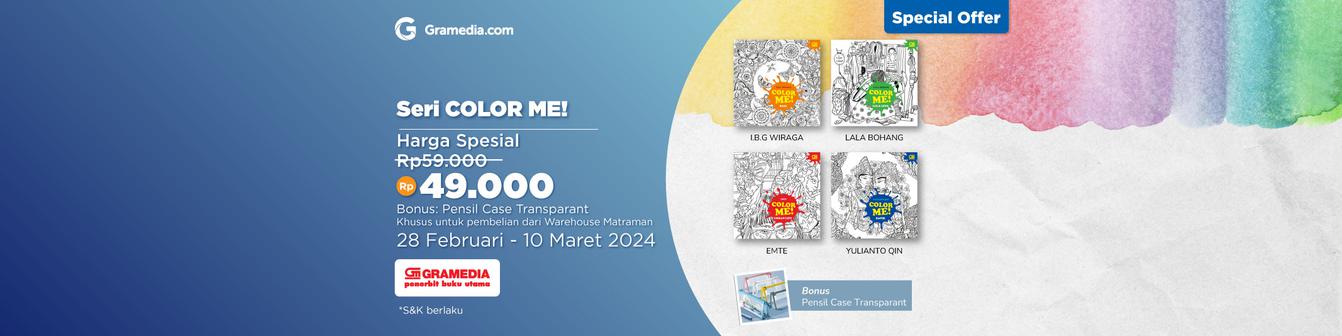 Gramedia.com
Seri COLOR ME!
Harga Spesial
Rp59.000
Rp 49.000
Bonus: Pensil Case Transparant
Khusus untuk pembelian dari Warehouse Matraman
28 Februari - 10 Maret 2024
GRAMEDIA
penerbit buku utama
*S&K berlaku
Special Offer
COLOR ME!
COLOR ME!
I.B.G WIRAGA
LALA BOHANG
COLOR ME!
COLOR ME!
EMTE
YULIANTO QIN
Bonus
Pensil Case Transparant